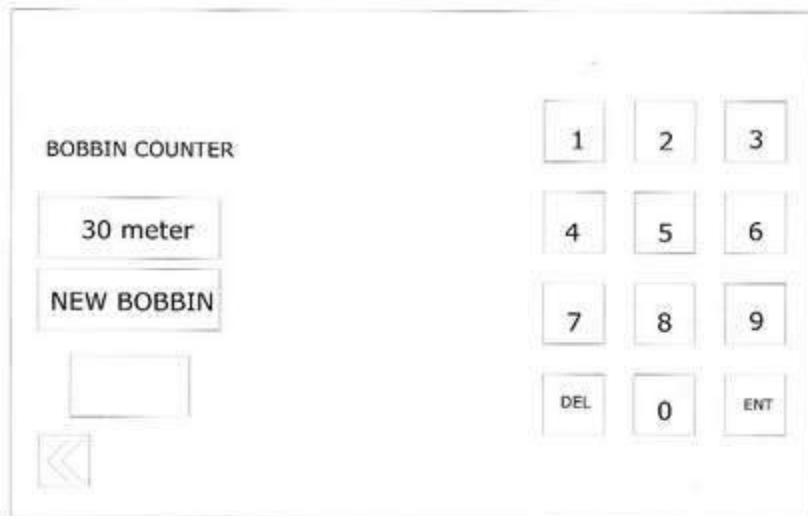 BOBBIN COUNTER
30 meter
NEW BOBBIN
1 2 3
4 5 6
7 8 9
DEL 0 ENT